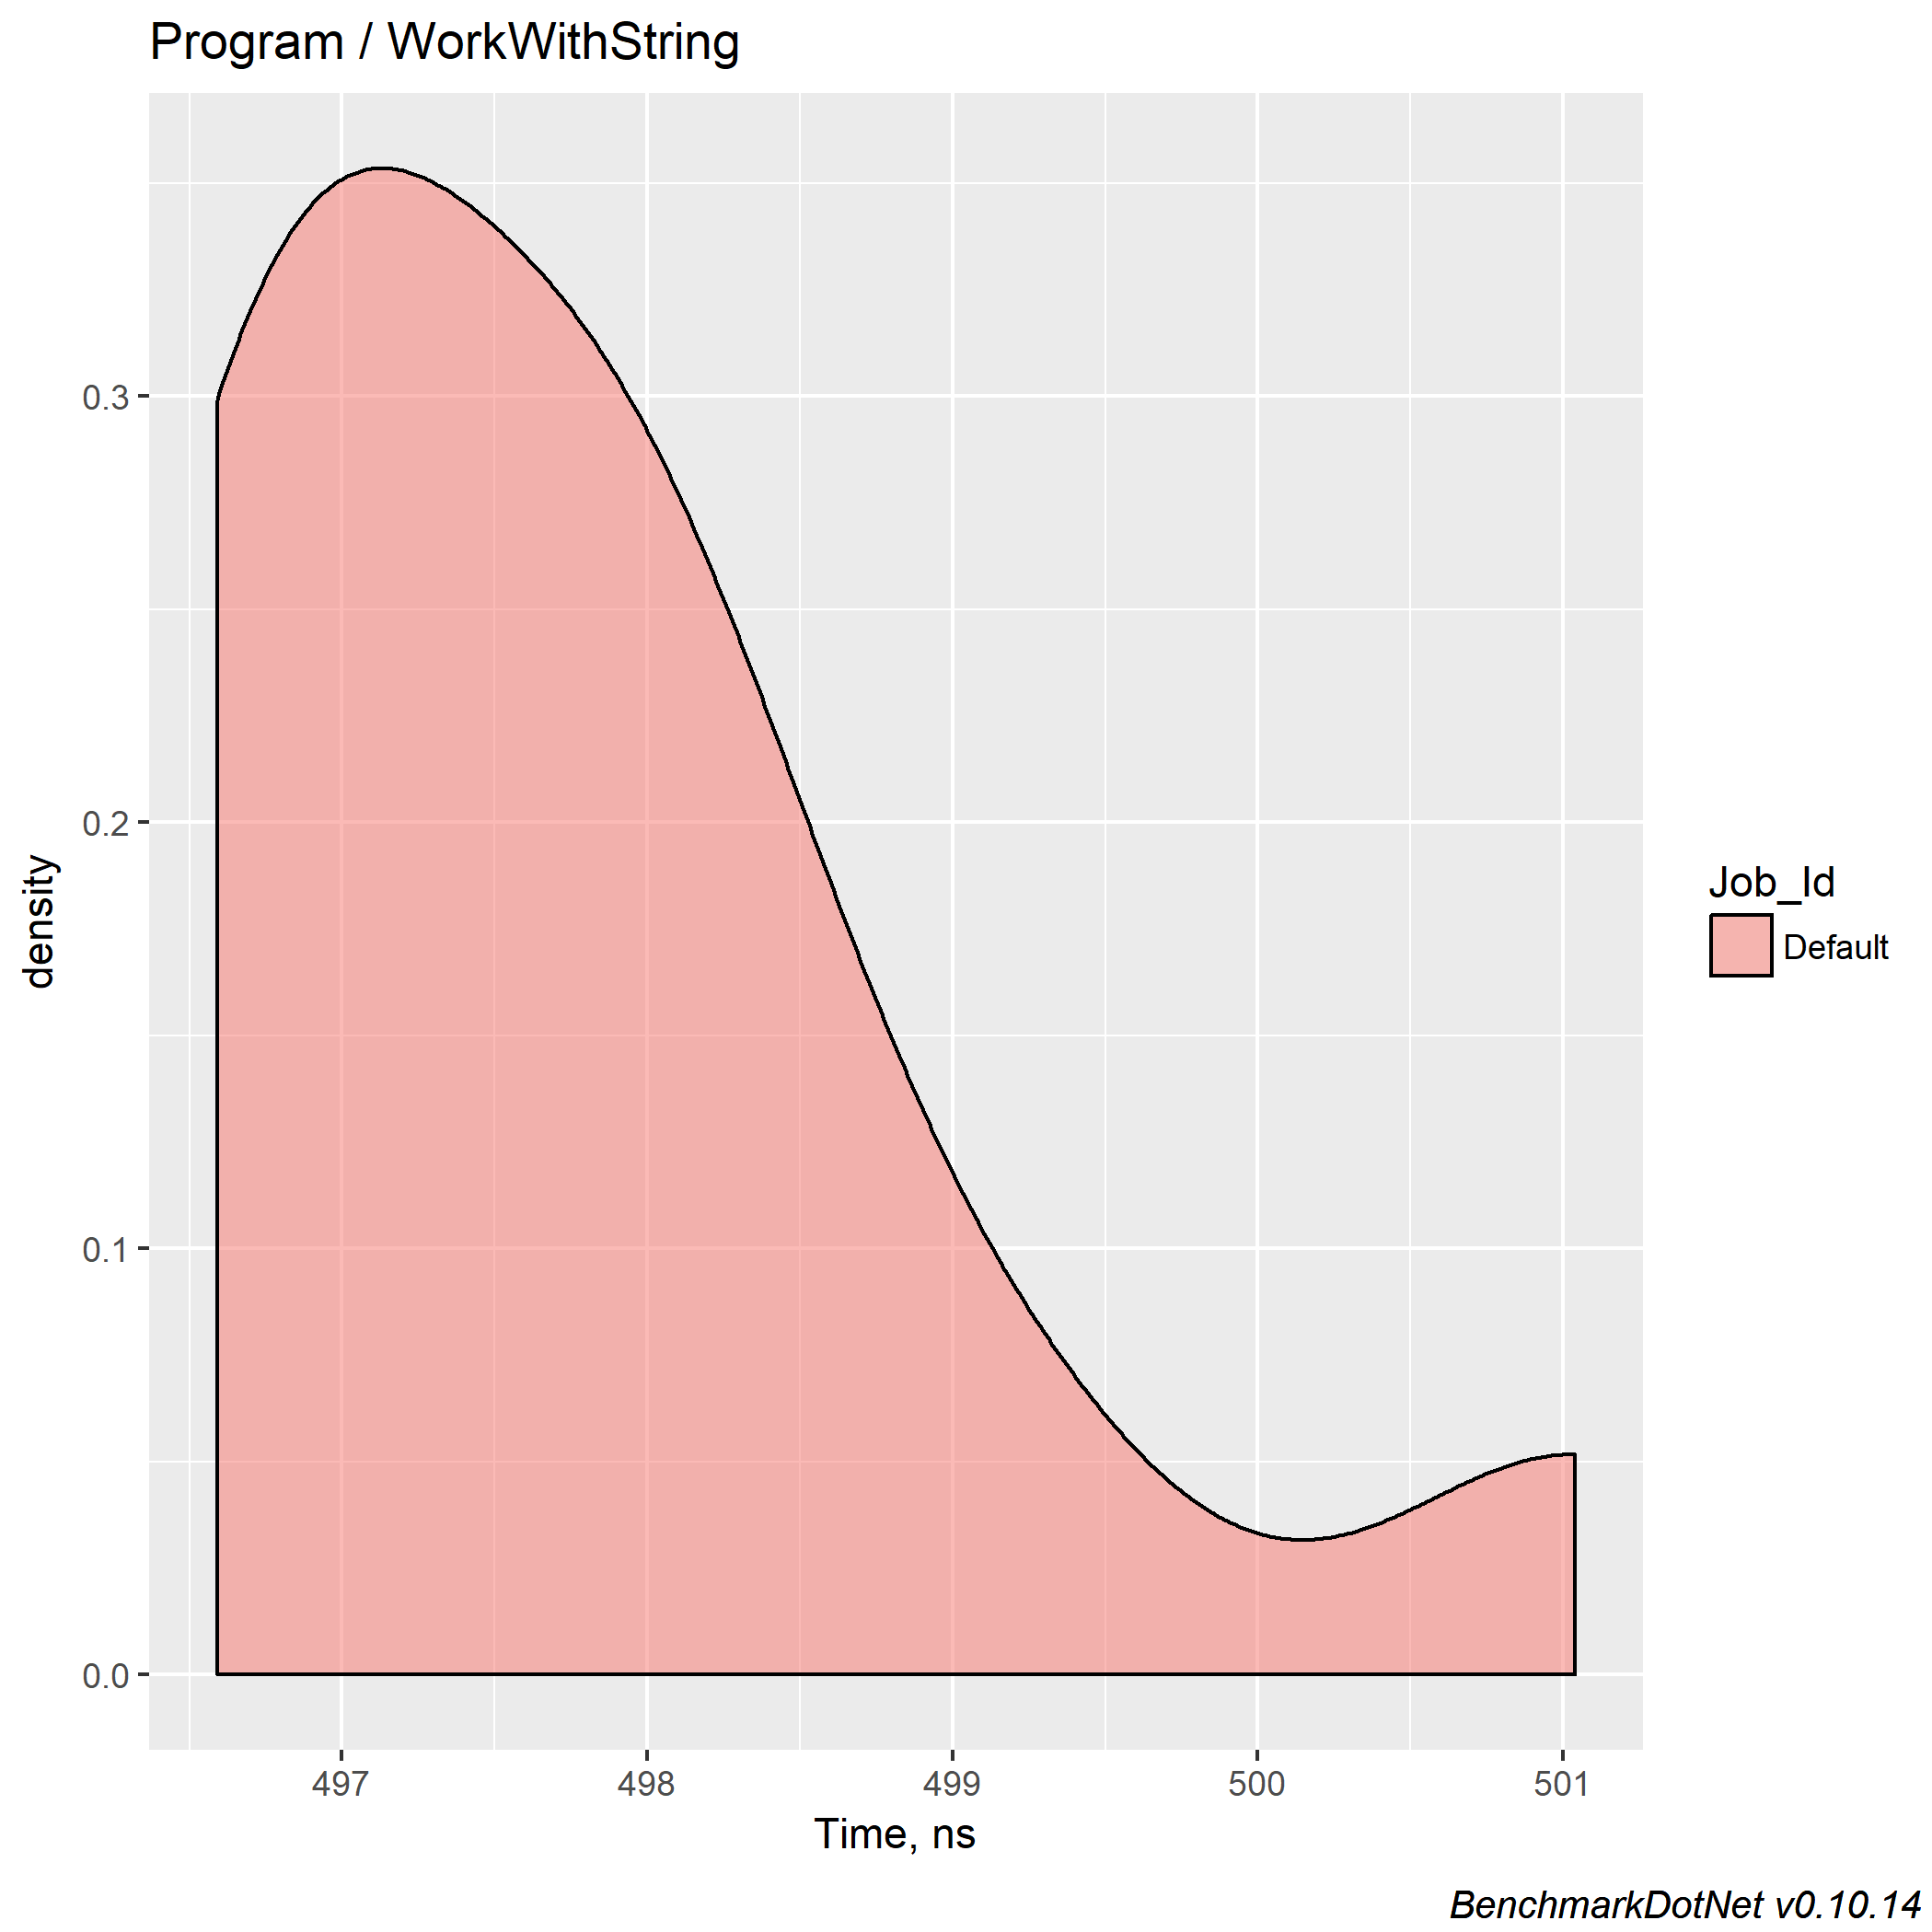 Program / WorkWithString
density
0.3
0.2
0.1
0.0
497 498 499 500 501
Time, ns
Job_Id
Default
BenchmarkDotNet v0.10.14